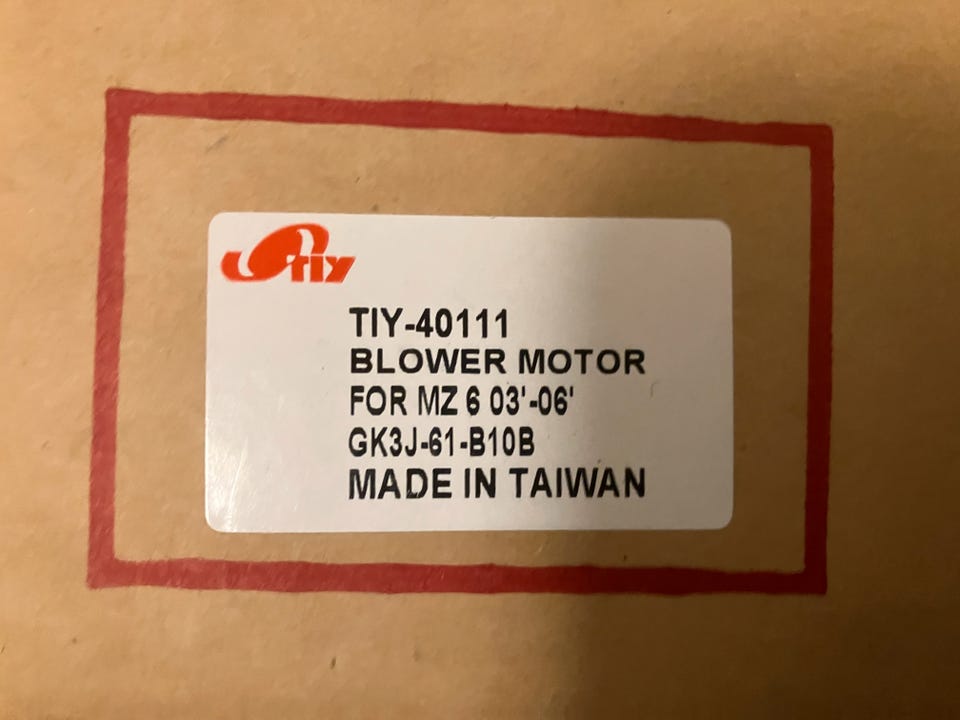 TIY
TIY-40111
BLOWER MOTOR
FOR MZ 6 03'-06'
GK3J-61-B10B
MADE IN TAIWAN